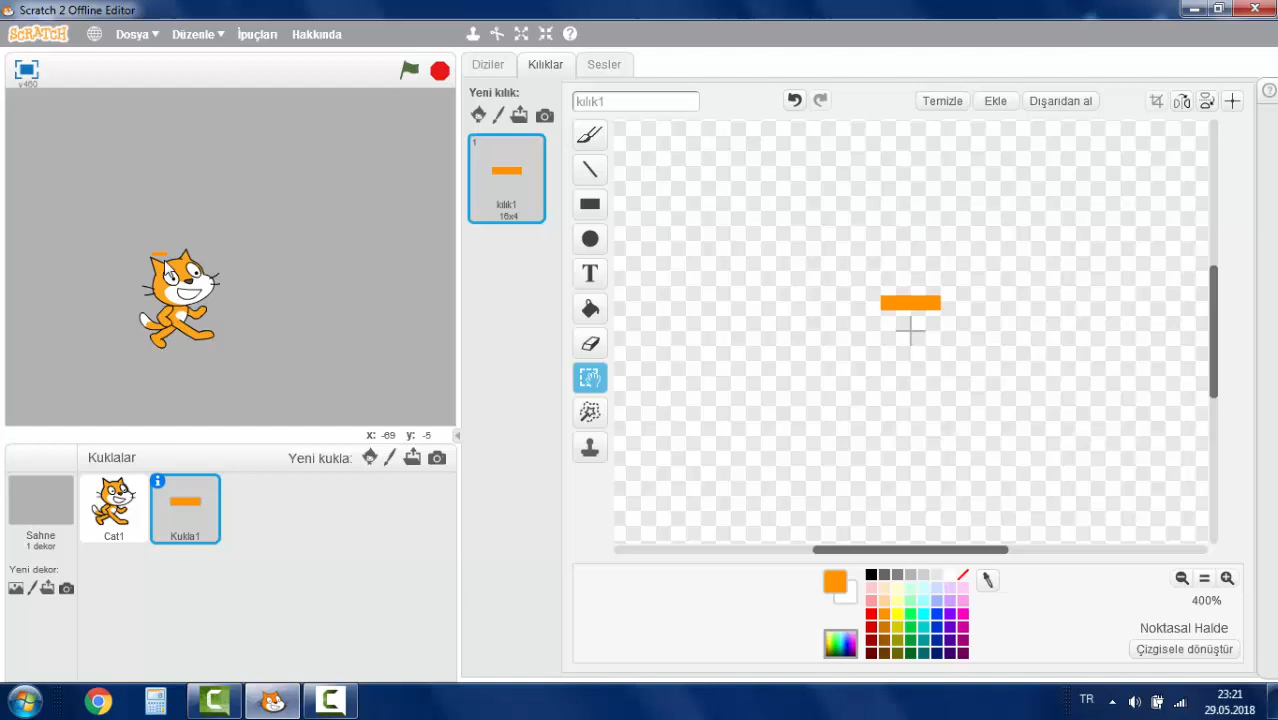 Scratch 2 Offline Editor
SCRATCH
Dosya
Düzenle
İpuçları
Hakkında
v460
Diziler
Kılıklar
Sesler
Yeni kılık:
kılık1
Temizle
Ekle
Dışarıdan al
1
kılık1
16x4
T
x: -69 y: -5
Kuklalar
Yeni kukla:
Sahne
1 dekor
Cat1
Kukla1
Yeni dekor:
400%
Noktasal Halde
Çizgisele dönüştür
TR
23:21
29.05.2018